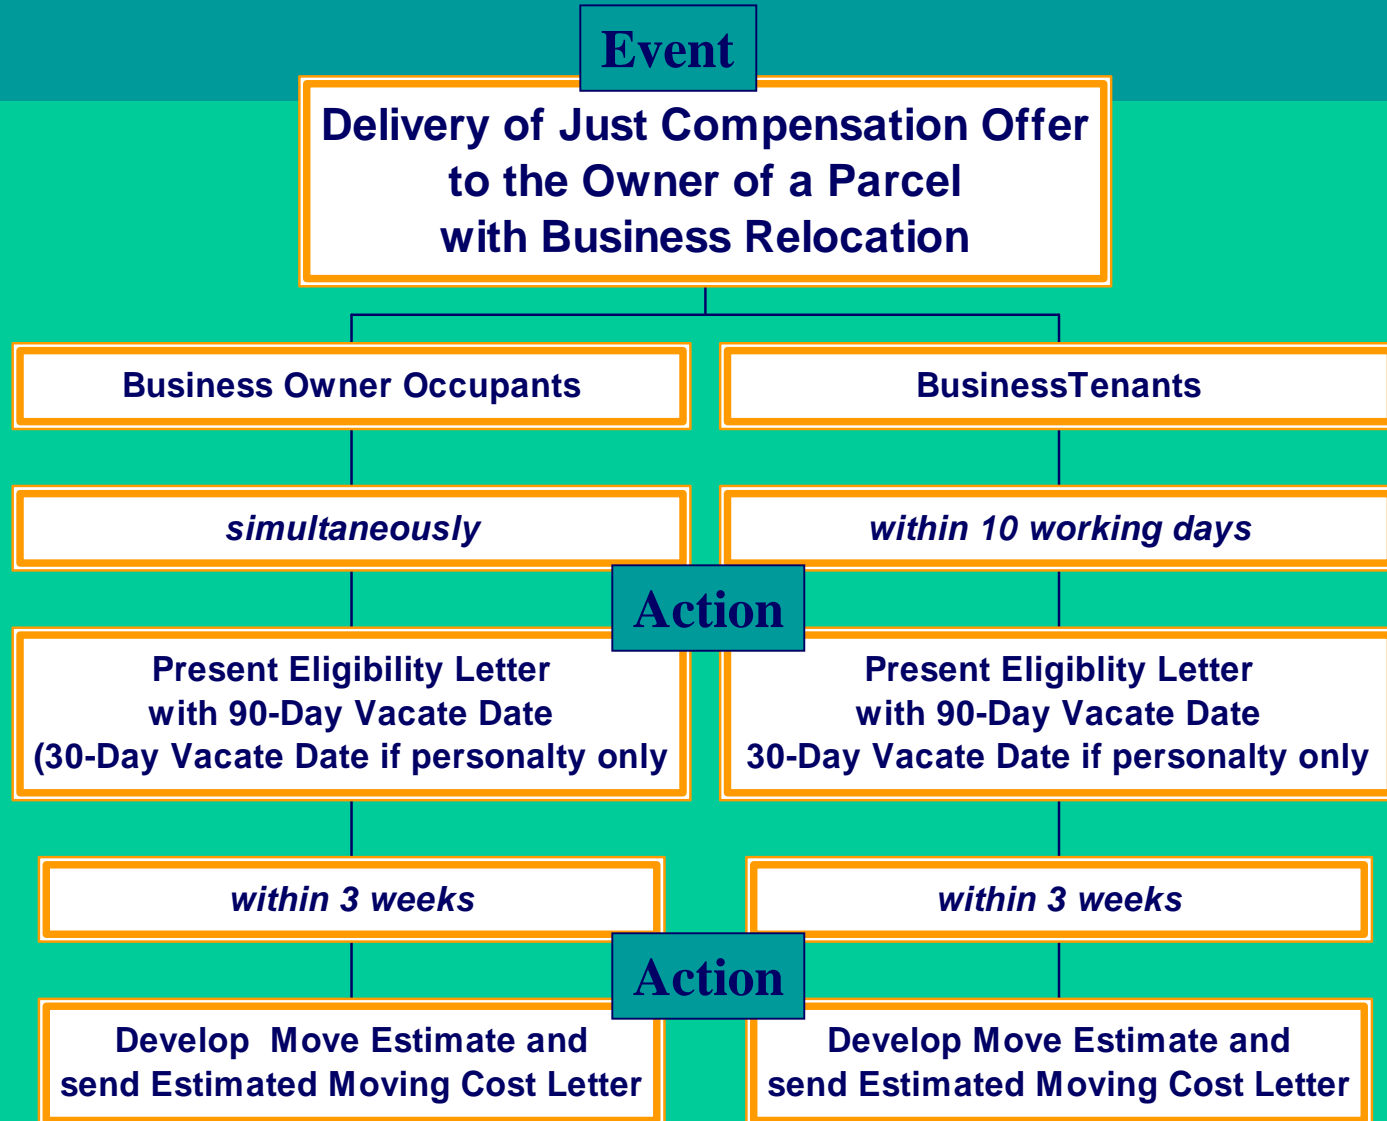 Event
Delivery of Just Compensation Offer
to the Owner of a Parcel
with Business Relocation
Business Owner Occupants
BusinessTenants
simultaneously
within 10 working days
Action
Present Eligibility Letter
with 90-Day Vacate Date
(30-Day Vacate Date if personalty only
Present Eligiblity Letter
with 90-Day Vacate Date
30-Day Vacate Date if personalty only
within 3 weeks
within 3 weeks
Action
Develop Move Estimate and
send Estimated Moving Cost Letter
Develop Move Estimate and
send Estimated Moving Cost Letter